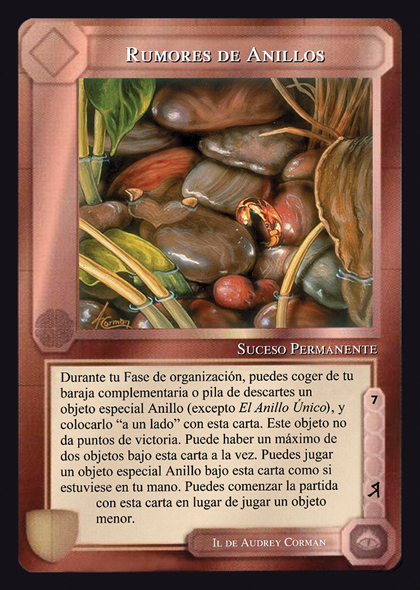 Rumores de Anillos
ACorman
Suceso Permanente
Durante tu Fase de organización, puedes coger de tu
baraja complementaria o pila de descartes un
objeto especial Anillo (excepto El Anillo Único), y
colocarlo “a un lado” con esta carta. Este objeto no
da puntos de victoria. Puede haber un máximo de
dos objetos bajo esta carta a la vez. Puedes jugar
un objeto especial Anillo bajo esta carta como si
estuviese en tu mano. Puedes comenzar la partida
con esta carta en lugar de jugar un objeto
menor.
7
Il de Audrey Corman